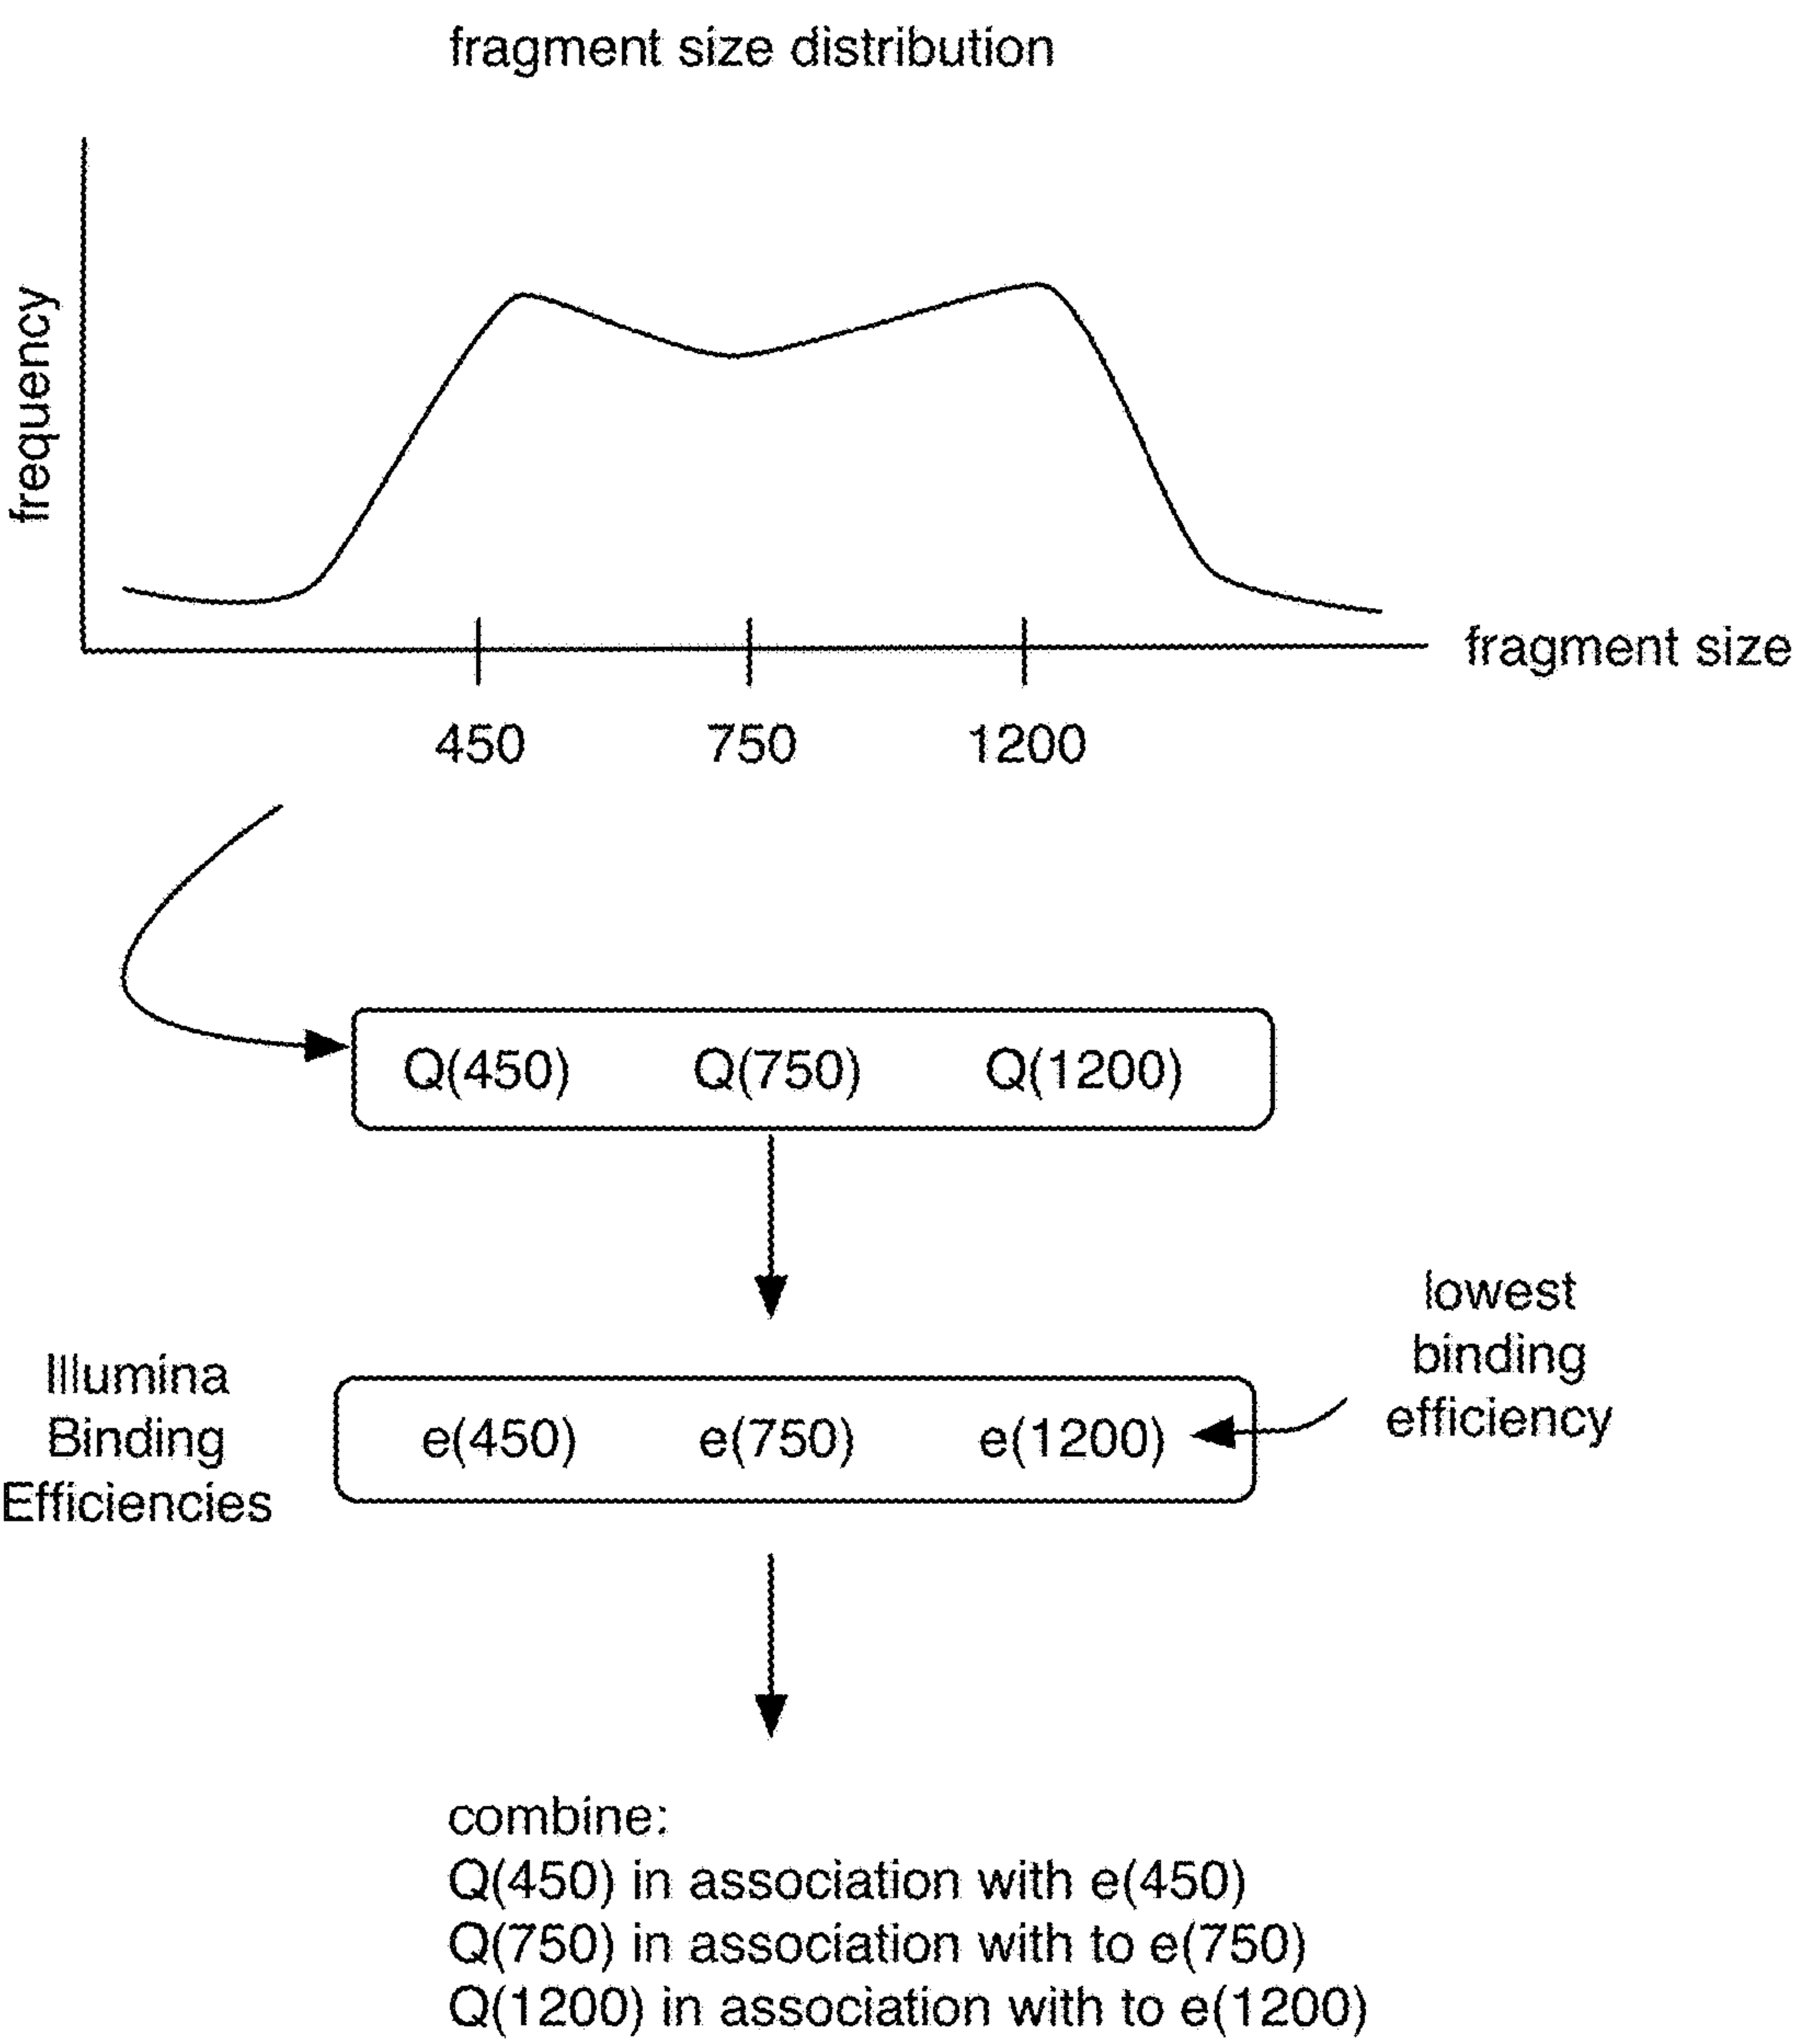 fragment size distribution
frequency
fragment size
450 750 1200
Q(450) Q(750) Q(1200)
lowest
binding
efficiency
Illumina
Binding
Efficiencies
e(450) e(750) e(1200)
combine:
Q(450) in association with e(450)
Q(750) in association with to e(750)
Q(1200) in association with to e(1200)